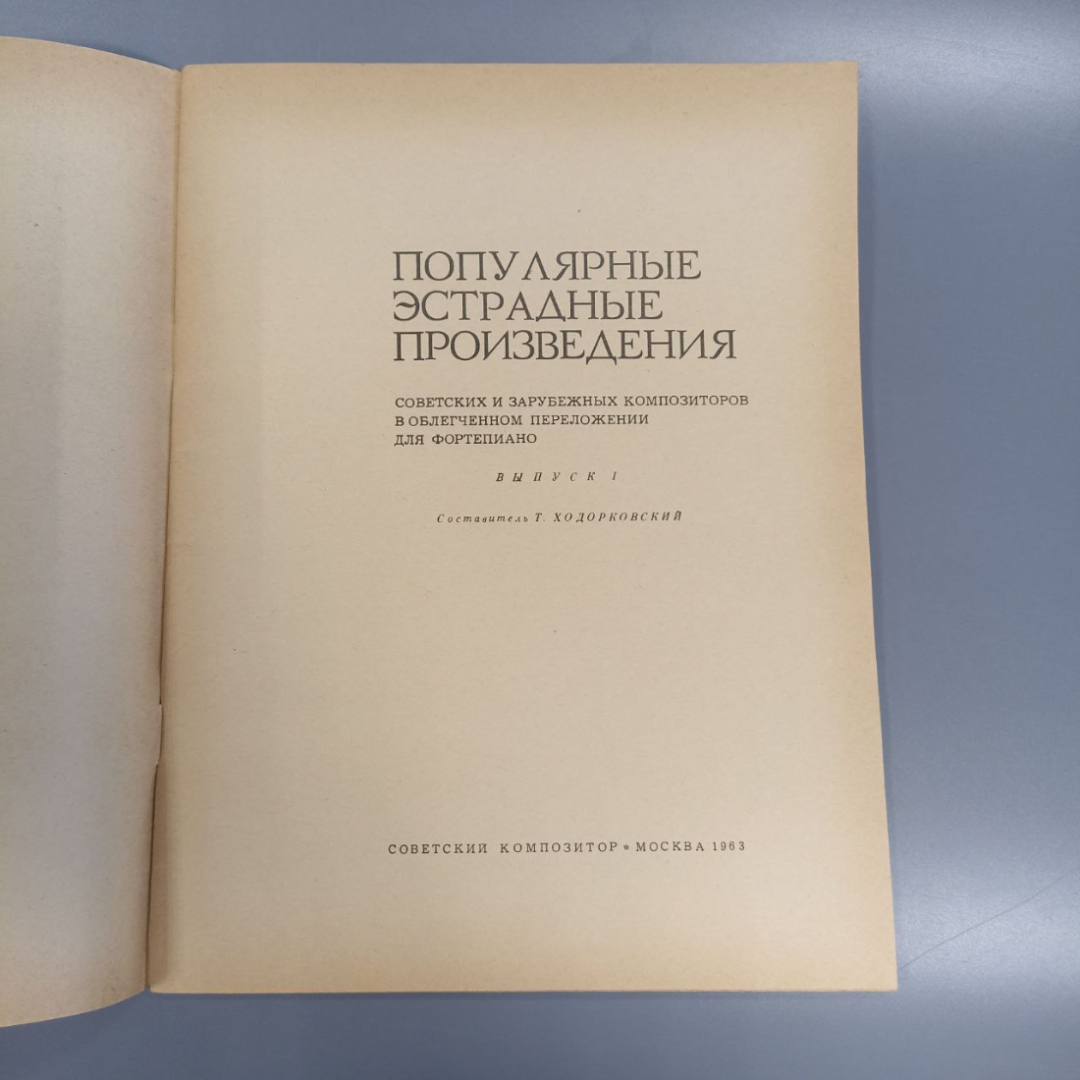 ПОПУЛЯРНЫЕ
ЭСТРАДНЫЕ
ПРОИЗВЕДЕНИЯ
СОВЕТСКИХ И ЗАРУБЕЖНЫХ КОМПОЗИТОРОВ
В ОБЛЕГЧЕННОМ ПЕРЕЛОЖЕНИИ
ДЛЯ ФОРТЕПИАНО
ВЫПУСК I
Составитель Т. ХОДОРКОВСКИЙ
СОВЕТСКИЙ КОМПОЗИТОР * МОСКВА 1963